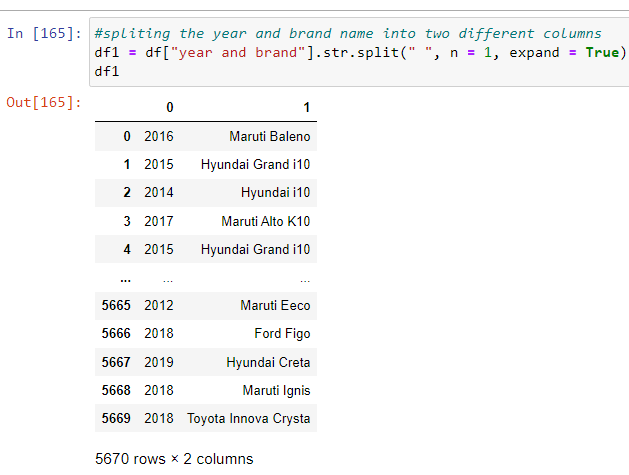 In [165]: #spliting the year and brand name into two different columns
df1 = df["year and brand"].str.split(" ", n = 1, expand = True)
df1
Out[165]:
0 1
0 2016 Maruti Baleno
1 2015 Hyundai Grand i10
2 2014 Hyundai i10
3 2017 Maruti Alto K10
4 2015 Hyundai Grand i10
... ... ...
5665 2012 Maruti Eeco
5666 2018 Ford Figo
5667 2019 Hyundai Creta
5668 2018 Maruti Ignis
5669 2018 Toyota Innova Crysta
5670 rows × 2 columns